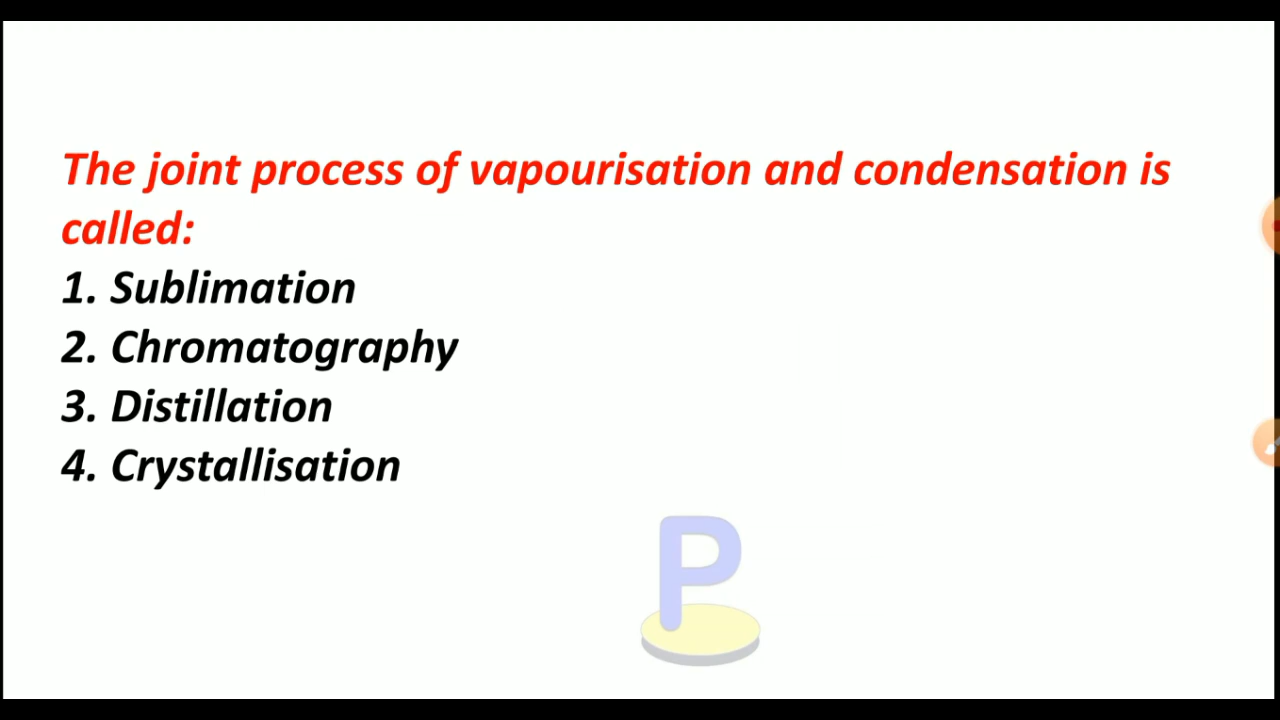 The joint process of vapourisation and condensation is
called:
1. Sublimation
2. Chromatography
3. Distillation
4. Crystallisation
P